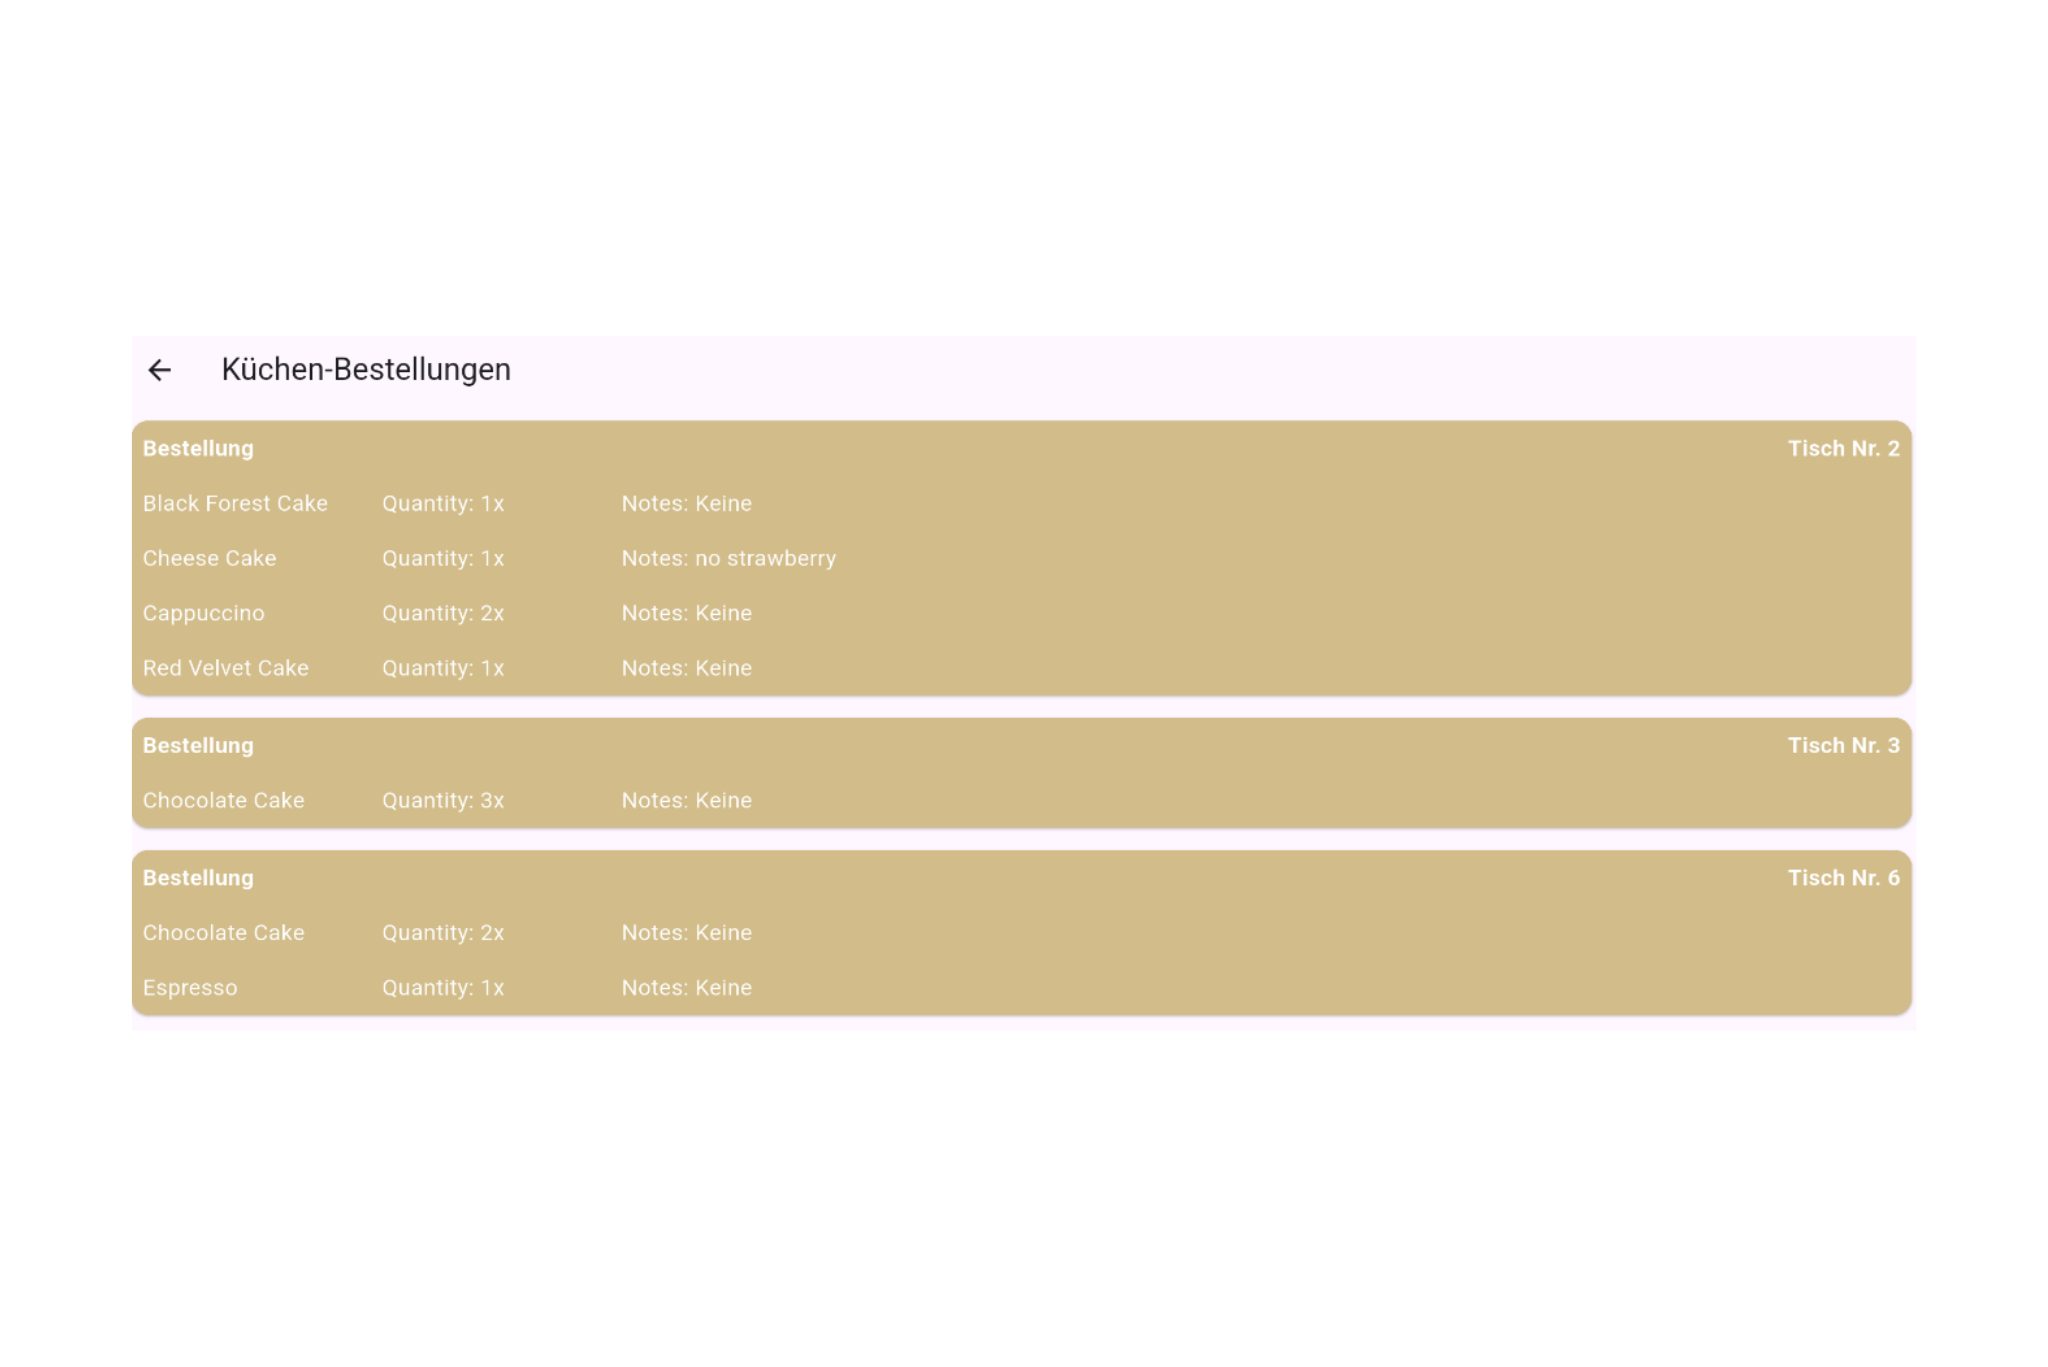 Küchen-Bestellungen
Bestellung Tisch Nr. 2
Black Forest Cake Quantity: 1x Notes: Keine
Cheese Cake Quantity: 1x Notes: no strawberry
Cappuccino Quantity: 2x Notes: Keine
Red Velvet Cake Quantity: 1x Notes: Keine
Bestellung Tisch Nr. 3
Chocolate Cake Quantity: 3x Notes: Keine
Bestellung Tisch Nr. 6
Chocolate Cake Quantity: 2x Notes: Keine
Espresso Quantity: 1x Notes: Keine